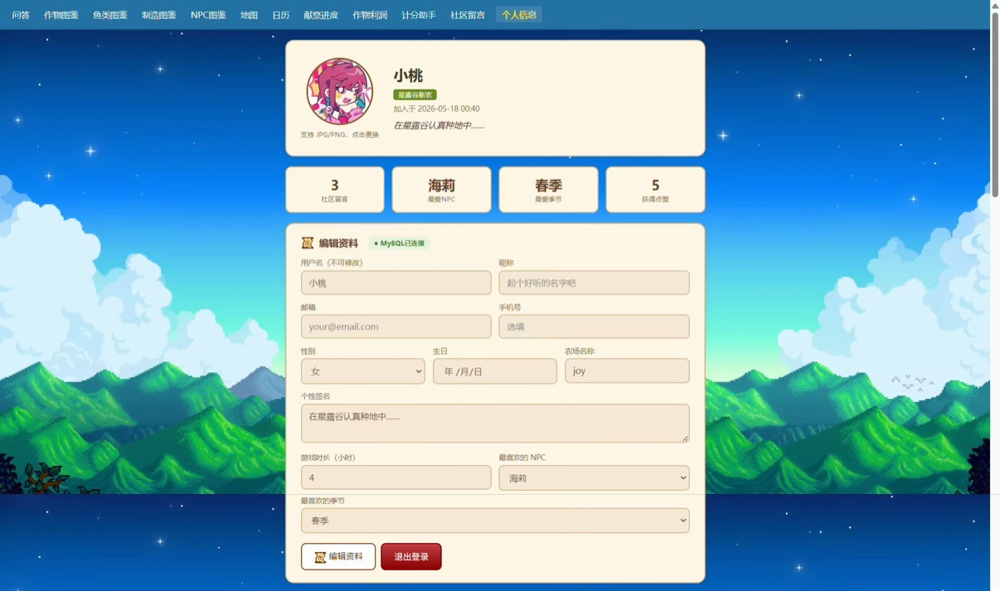 问答 作物图鉴 鱼类图鉴 制造图鉴 NPC图鉴 地图 日历 献祭进度 作物利润 计分助手 社区留言 个人信息
小桃
星露谷新农
加入于 2026-05-18 00:40
在星露谷认真种地中……
支持 JPG/PNG，点击更换
3 海莉 春季 5
社区留言 最爱NPC 最爱季节 获得点赞
编辑资料 ● MySQL已连接
用户名（不可修改） 昵称
小桃 起个好听的名字吧
邮箱 手机号
your@email.com 选填
性别 生日 农场名称
女 年 /月/日 joy
个性签名
在星露谷认真种地中……
游戏时长（小时） 最喜欢的 NPC
4 海莉
最喜欢的季节
春季
编辑资料 退出登录